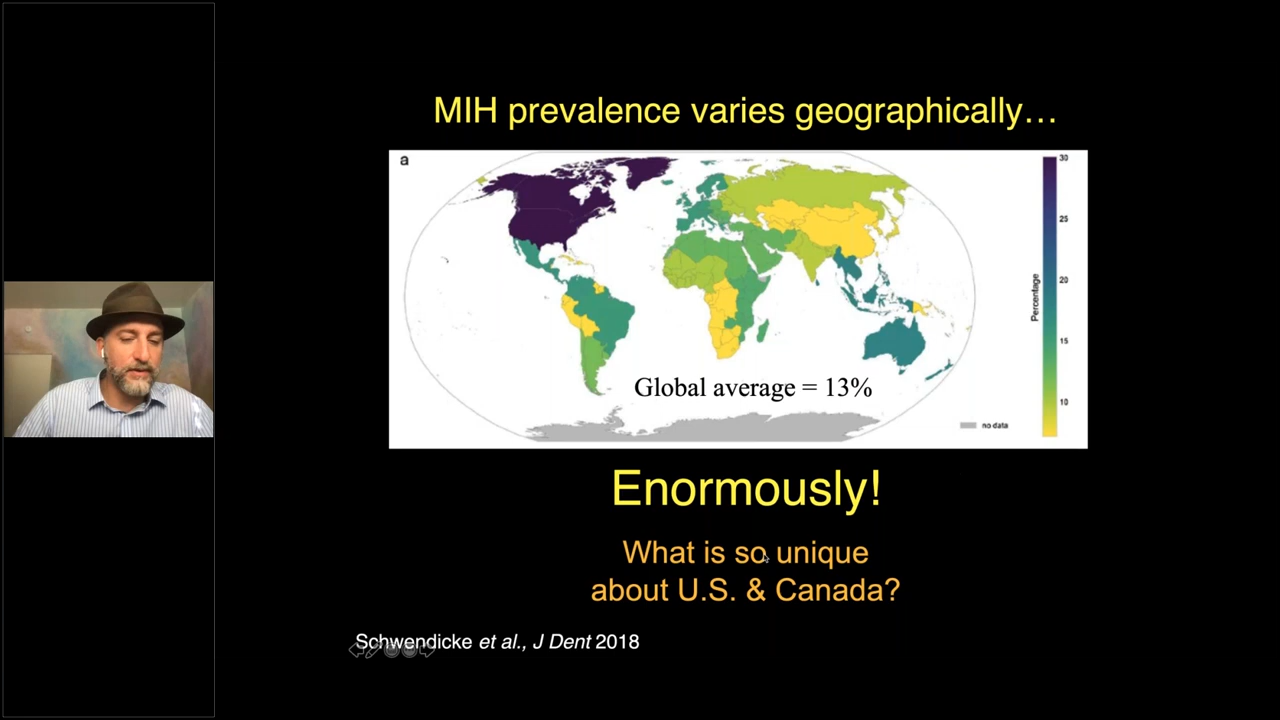 MIH prevalence varies geographically…
a
30
25
20
15
10
Percentage
Global average = 13%
no data
Enormously!
What is so unique
about U.S. & Canada?
Schwendicke et al., J Dent 2018